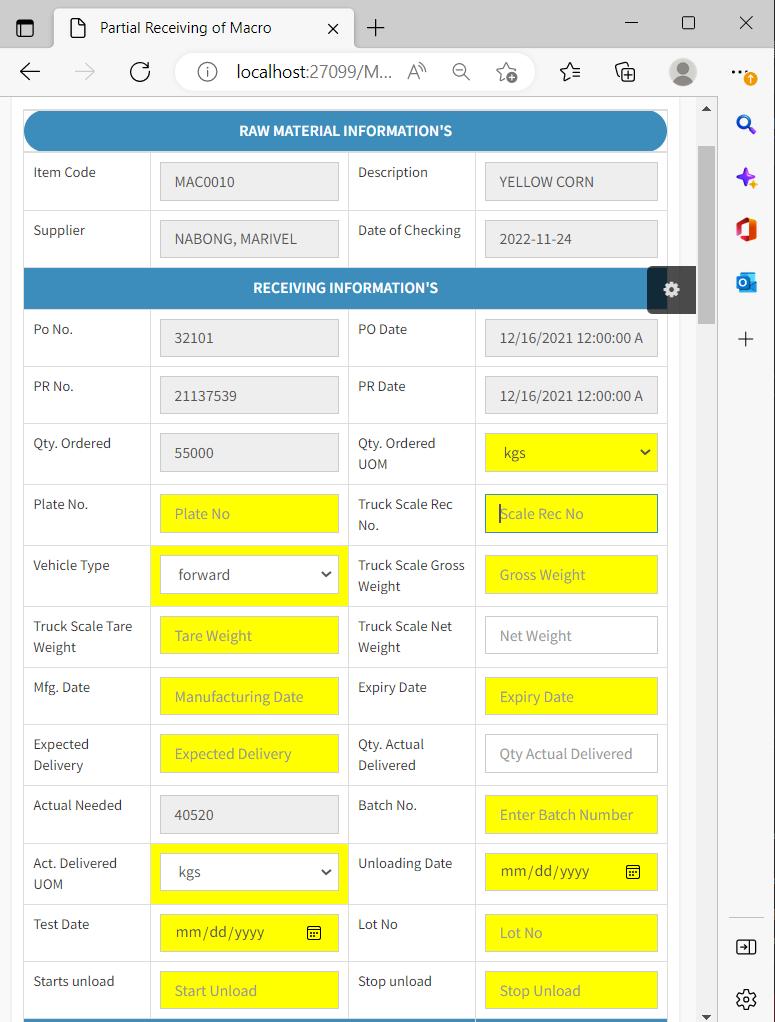 Partial Receiving of Macro
localhost:27099/M...
RAW MATERIAL INFORMATION'S
Item Code MAC0010 Description YELLOW CORN
Supplier NABONG, MARIVEL Date of Checking 2022-11-24
RECEIVING INFORMATION'S
Po No. 32101 PO Date 12/16/2021 12:00:00 A
PR No. 21137539 PR Date 12/16/2021 12:00:00 A
Qty. Ordered 55000 Qty. Ordered UOM kgs
Plate No. Plate No Truck Scale Rec No. Scale Rec No
Vehicle Type forward Truck Scale Gross Weight Gross Weight
Truck Scale Tare Weight Tare Weight Truck Scale Net Weight Net Weight
Mfg. Date Manufacturing Date Expiry Date Expiry Date
Expected Delivery Expected Delivery Qty. Actual Delivered Qty Actual Delivered
Actual Needed 40520 Batch No. Enter Batch Number
Act. Delivered UOM kgs Unloading Date mm/dd/yyyy
Test Date mm/dd/yyyy Lot No Lot No
Starts unload Start Unload Stop unload Stop Unload